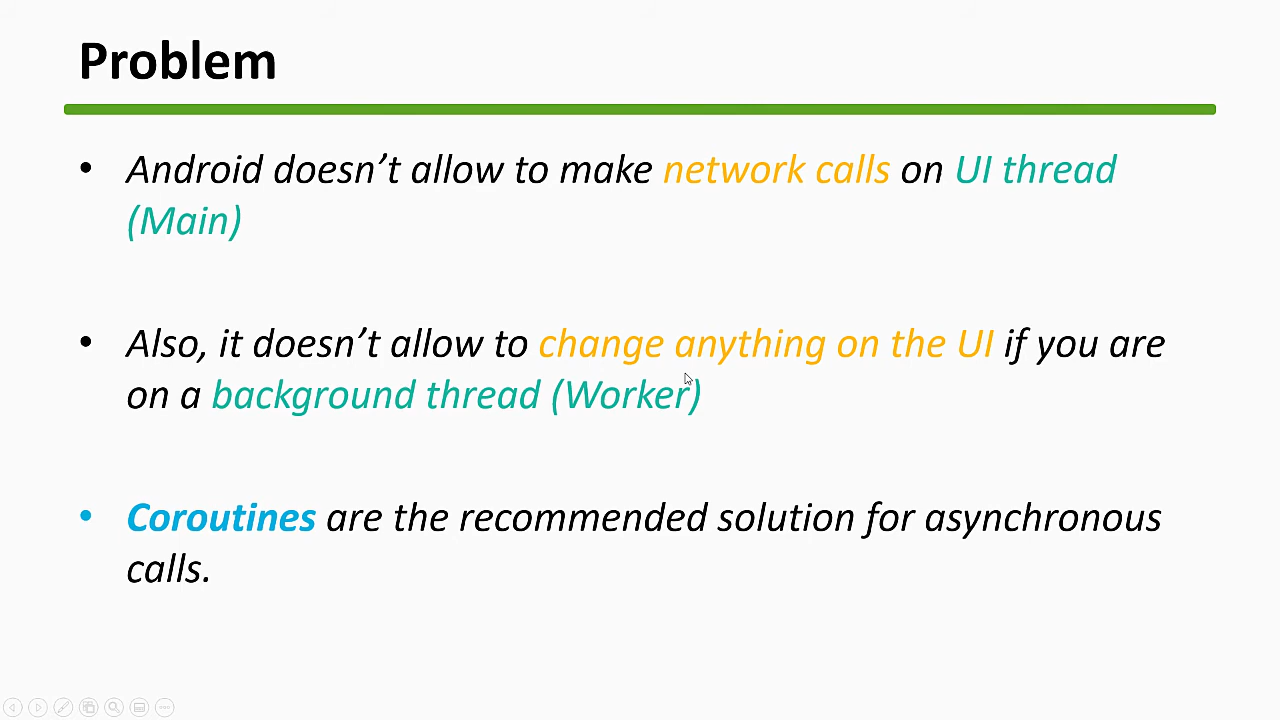 Problem
• Android doesn’t allow to make network calls on UI thread
(Main)
• Also, it doesn’t allow to change anything on the UI if you are
on a background thread (Worker)
• Coroutines are the recommended solution for asynchronous
calls.